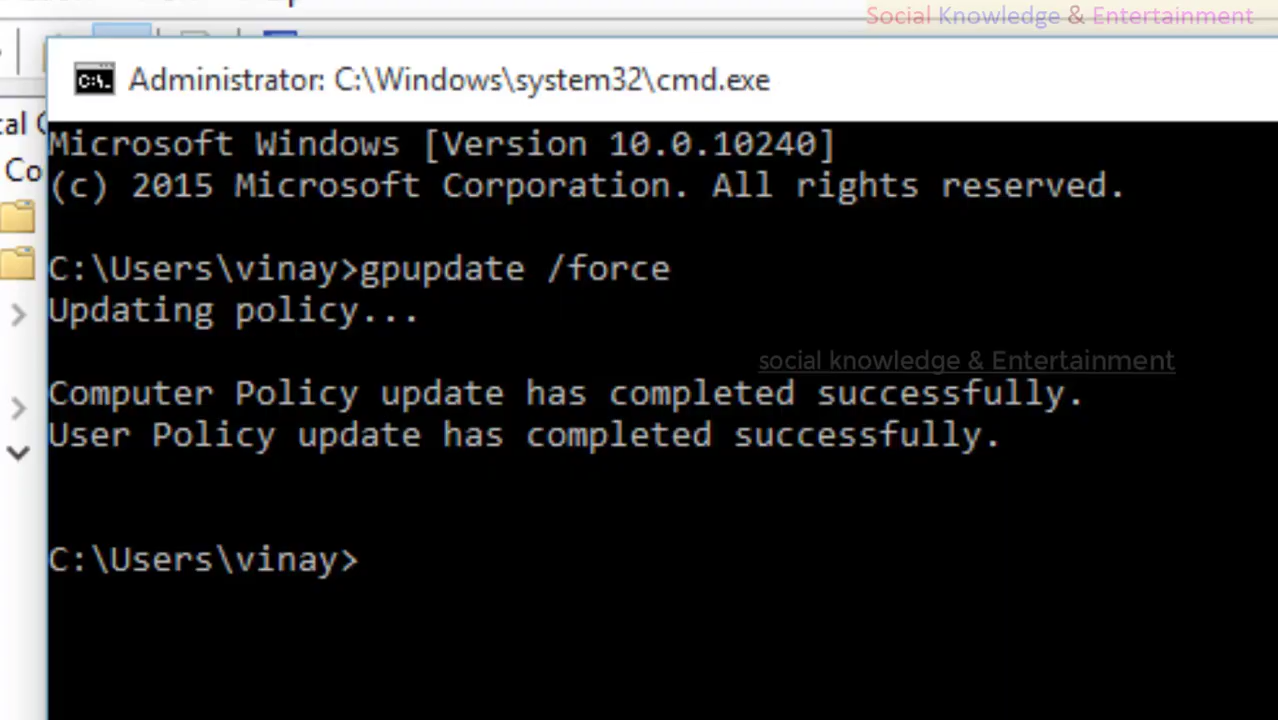 Social Knowledge & Entertainment
Administrator: C:\Windows\system32\cmd.exe
Microsoft Windows [Version 10.0.10240]
(c) 2015 Microsoft Corporation. All rights reserved.
C:\Users\vinay>gpupdate /force
Updating policy...
social knowledge & Entertainment
Computer Policy update has completed successfully.
User Policy update has completed successfully.
C:\Users\vinay>